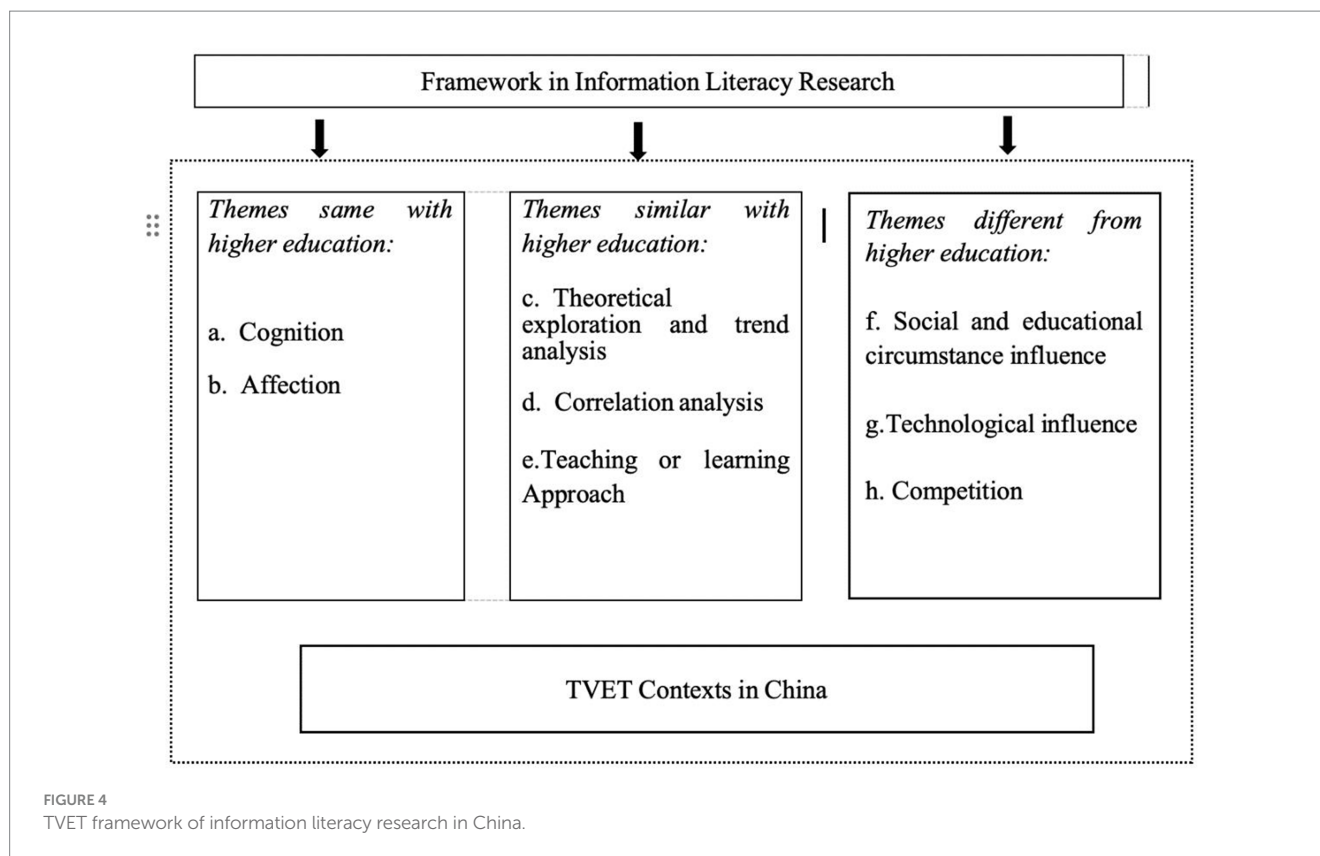 Framework in Information Literacy Research
Themes same with
higher education:
a. Cognition
b. Affection
Themes similar with
higher education:
c. Theoretical
exploration and trend
analysis
d. Correlation analysis
e.Teaching or learning
Approach
Themes different from
higher education:
f. Social and educational
circumstance influence
g.Technological influence
h. Competition
TVET Contexts in China
FIGURE 4
TVET framework of information literacy research in China.